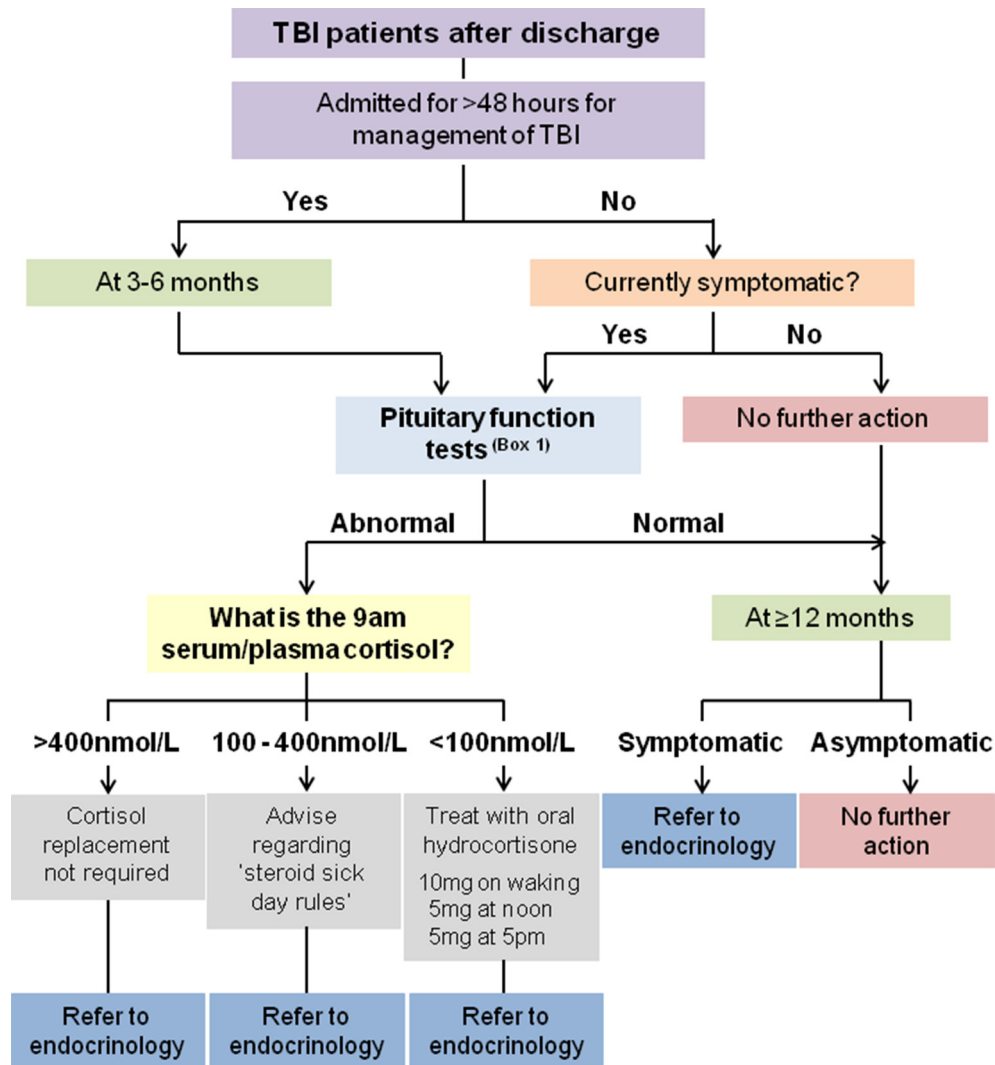 TBI patients after discharge
Admitted for >48 hours for
management of TBI
Yes
No
At 3-6 months
Currently symptomatic?
Yes
No
Pituitary function
tests (Box 1)
No further action
Abnormal
Normal
What is the 9am
serum/plasma cortisol?
At ≥12 months
>400nmol/L
100 - 400nmol/L
<100nmol/L
Symptomatic
Asymptomatic
Cortisol
replacement
not required
Advise
regarding
'steroid sick
day rules'
Treat with oral
hydrocortisone
10mg on waking
5mg at noon
5mg at 5pm
Refer to
endocrinology
No further
action
Refer to
endocrinology
Refer to
endocrinology
Refer to
endocrinology